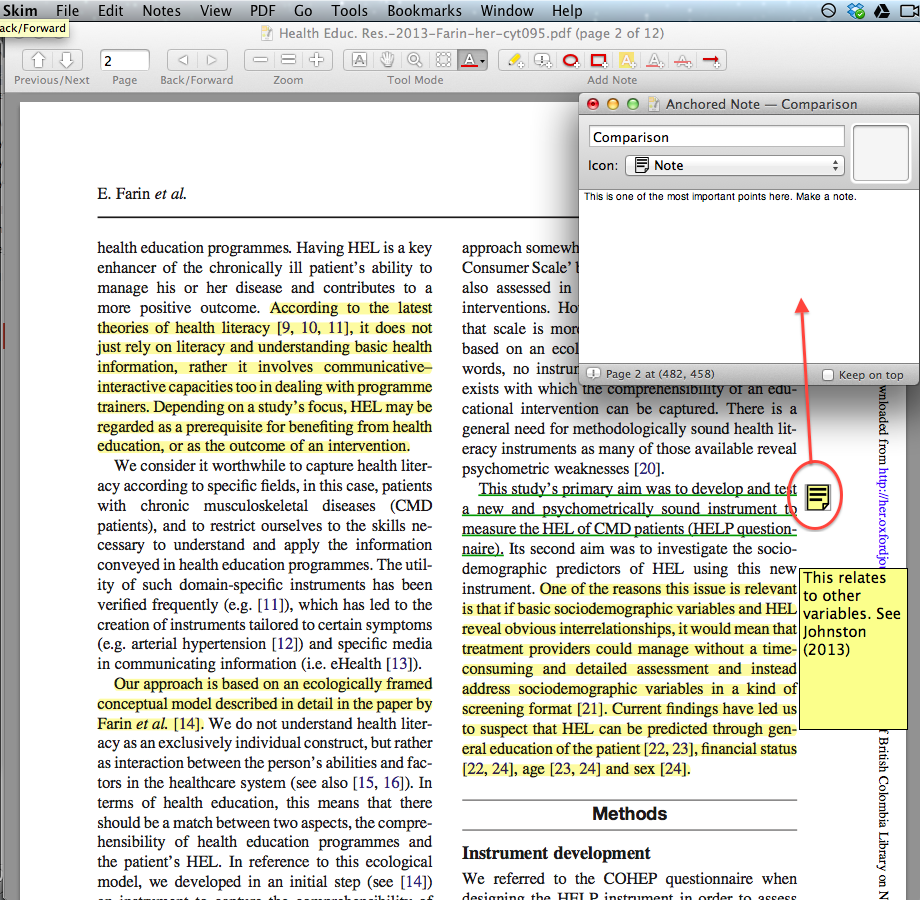 Skim File Edit Notes View PDF Go Tools Bookmarks Window Help
ack/Forward
Health Educ. Res.-2013-Farin-her-cyt095.pdf (page 2 of 12)
2
Previous/Next Page Back/Forward Zoom Tool Mode Add Note
Anchored Note — Comparison
Comparison
Icon: Note
This is one of the most important points here. Make a note.
Page 2 at (482, 458) Keep on top
E. Farin et al.
health education programmes. Having HEL is a key
enhancer of the chronically ill patient's ability to
manage his or her disease and contributes to a
more positive outcome. According to the latest
theories of health literacy [9, 10, 11], it does not
just rely on literacy and understanding basic health
information, rather it involves communicative–
interactive capacities too in dealing with programme
trainers. Depending on a study's focus, HEL may be
regarded as a prerequisite for benefiting from health
education, or as the outcome of an intervention.
We consider it worthwhile to capture health liter-
acy according to specific fields, in this case, patients
with chronic musculoskeletal diseases (CMD
patients), and to restrict ourselves to the skills ne-
cessary to understand and apply the information
conveyed in health education programmes. The util-
ity of such domain-specific instruments has been
verified frequently (e.g. [11]), which has led to the
creation of instruments tailored to certain symptoms
(e.g. arterial hypertension [12]) and specific media
in communicating information (i.e. eHealth [13]).
Our approach is based on an ecologically framed
conceptual model described in detail in the paper by
Farin et al. [14]. We do not understand health liter-
acy as an exclusively individual construct, but rather
as interaction between the person's abilities and fac-
tors in the healthcare system (see also [15, 16]). In
terms of health education, this means that there
should be a match between two aspects, the compre-
hensibility of health education programmes and
the patient's HEL. In reference to this ecological
model, we developed in an initial step (see [14])
an instrument to capture the comprehensibility of
approach somewh
Consumer Scale' b
also assessed in
interventions. Ho
that scale is more
based on an ecol
words, no instrum
exists with which the comprehensibility of an edu-
cational intervention can be captured. There is a
general need for methodologically sound health lit-
eracy instruments as many of those available reveal
psychometric weaknesses [20].
This study's primary aim was to develop and test
a new and psychometrically sound instrument to
measure the HEL of CMD patients (HELP question-
naire). Its second aim was to investigate the socio-
demographic predictors of HEL using this new
instrument. One of the reasons this issue is relevant
is that if basic sociodemographic variables and HEL
reveal obvious interrelationships, it would mean that
treatment providers could manage without a time-
consuming and detailed assessment and instead
address sociodemographic variables in a kind of
screening format [21]. Current findings have led us
to suspect that HEL can be predicted through gen-
eral education of the patient [22, 23], financial status
[22, 24], age [23, 24] and sex [24].
Methods
Instrument development
We referred to the COHEP questionnaire when
designing the HELP instrument in order to assess
This relates
to other
variables. See
Johnston
(2013)
wnloaded from http://her.oxfordjou
of British Colombia Library on N